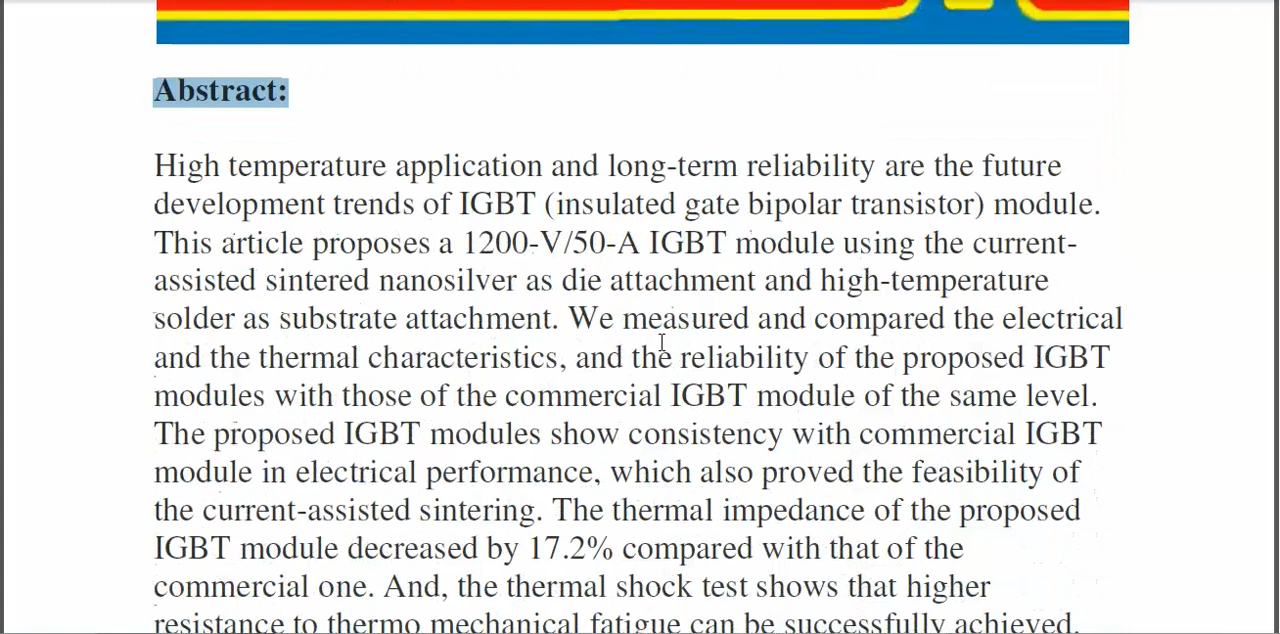 Abstract:
High temperature application and long-term reliability are the future
development trends of IGBT (insulated gate bipolar transistor) module.
This article proposes a 1200-V/50-A IGBT module using the current-
assisted sintered nanosilver as die attachment and high-temperature
solder as substrate attachment. We measured and compared the electrical
and the thermal characteristics, and the reliability of the proposed IGBT
modules with those of the commercial IGBT module of the same level.
The proposed IGBT modules show consistency with commercial IGBT
module in electrical performance, which also proved the feasibility of
the current-assisted sintering. The thermal impedance of the proposed
IGBT module decreased by 17.2% compared with that of the
commercial one. And, the thermal shock test shows that higher
resistance to thermo mechanical fatigue can be successfully achieved.